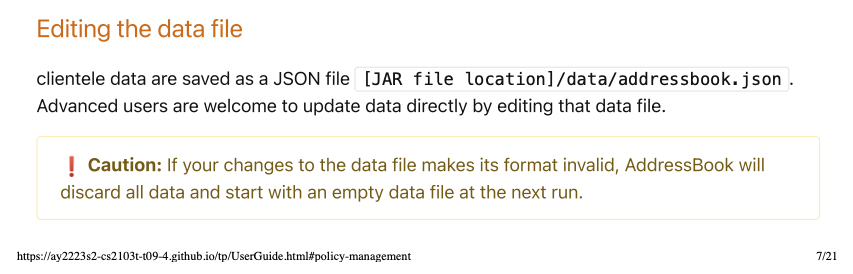 Editing the data file
clientele data are saved as a JSON file [JAR file location]/data/addressbook.json.
Advanced users are welcome to update data directly by editing that data file.
❗ Caution: If your changes to the data file makes its format invalid, AddressBook will
discard all data and start with an empty data file at the next run.
https://ay2223s2-cs2103t-t09-4.github.io/tp/UserGuide.html#policy-management 7/21